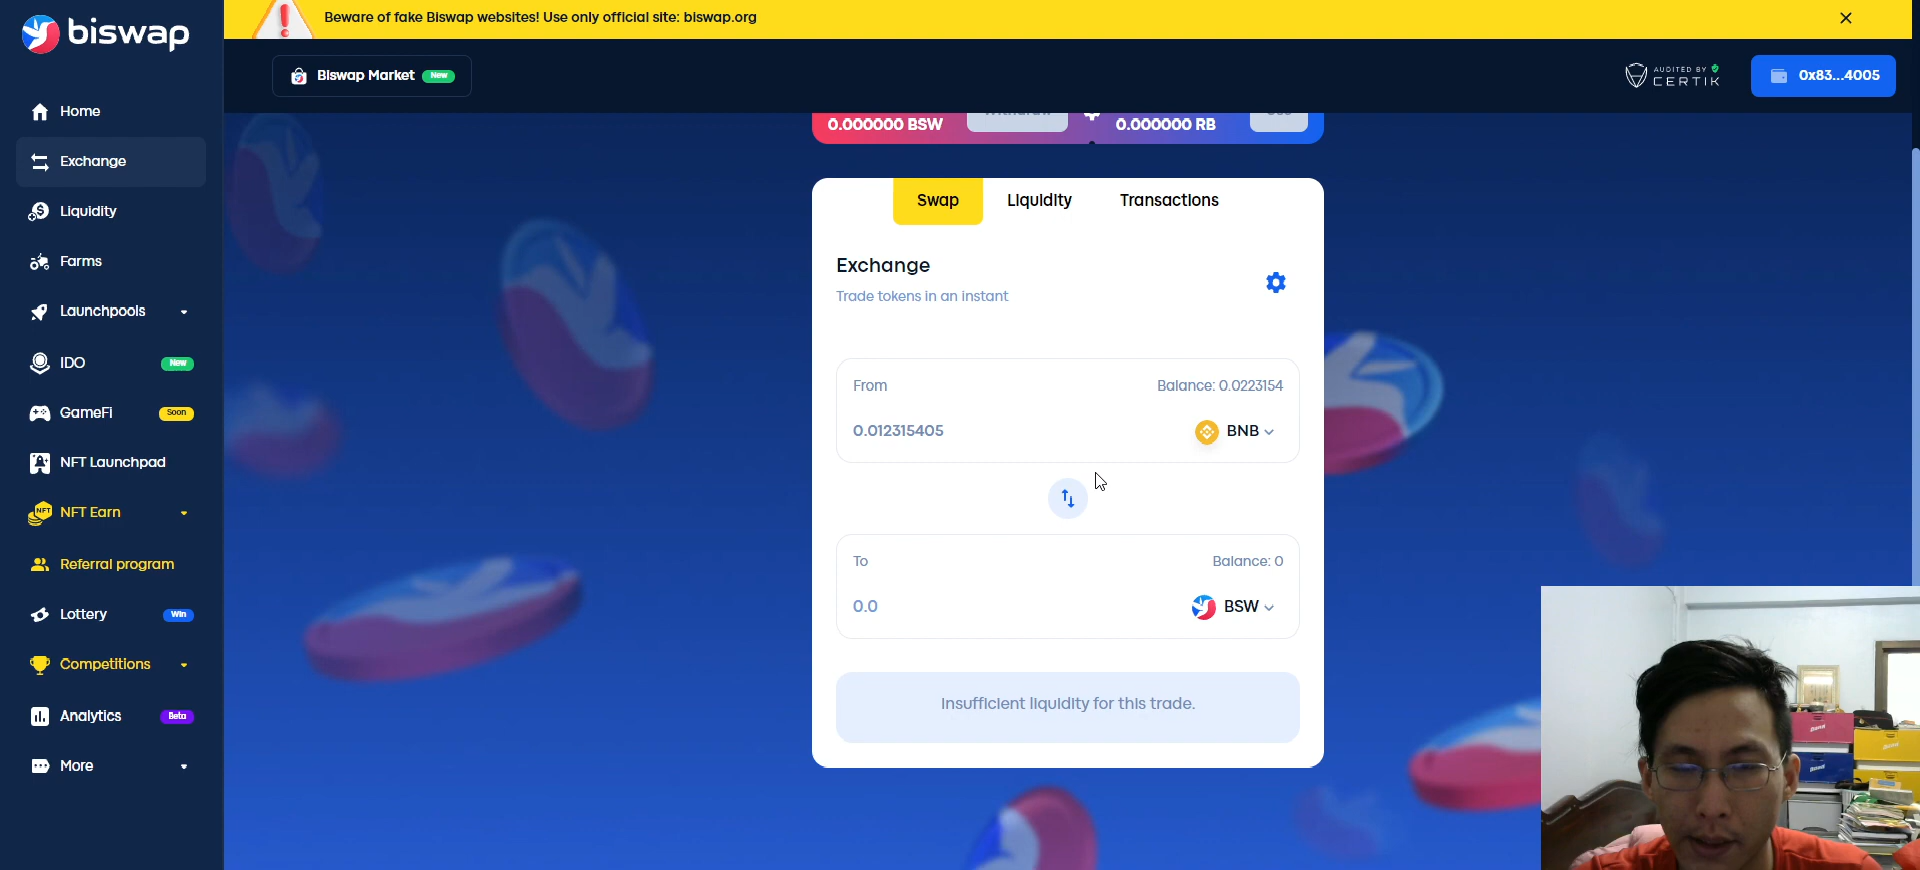 biswap
Beware of fake Biswap websites! Use only official site: biswap.org
Biswap Market New
AUDITED BY
CERTIK
0x83...4005
Home
Exchange
Liquidity
Farms
Launchpools
IDO New
GameFi Soon
NFT Launchpad
NFT Earn
Referral program
Lottery Win
Competitions
Analytics Beta
More
0.000000 BSW
0.000000 RB
Swap Liquidity Transactions
Exchange
Trade tokens in an instant
From Balance: 0.0223154
0.012315405 BNB
To Balance: 0
0.0 BSW
Insufficient liquidity for this trade.